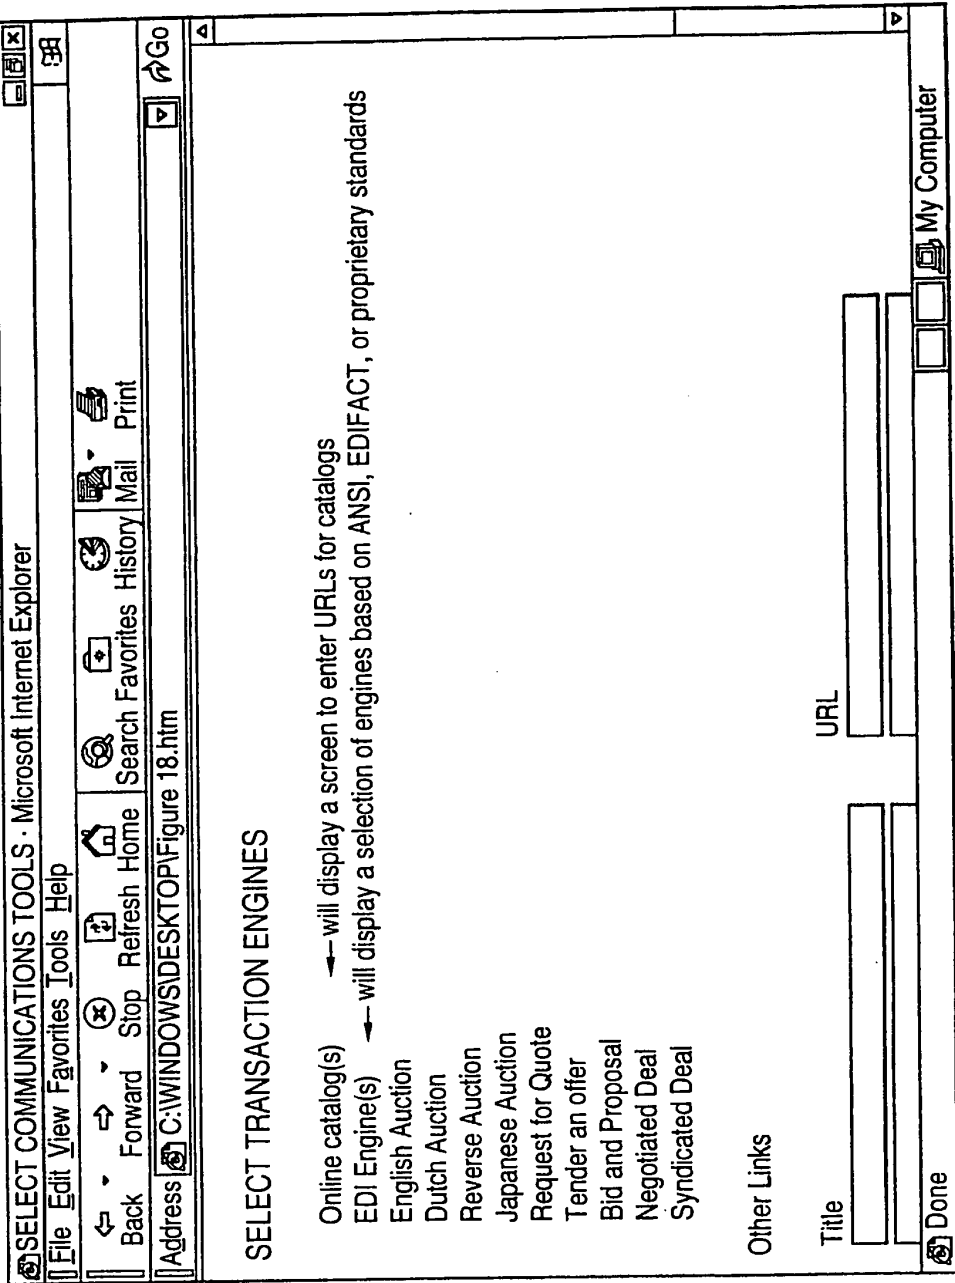 SELECT COMMUNICATIONS TOOLS - Microsoft Internet Explorer
File Edit View Favorites Tools Help
Back Forward Stop Refresh Home Search Favorites History Mail Print
Address C:\WINDOWS\DESKTOP\Figure 18.htm Go
SELECT TRANSACTION ENGINES
Online catalog(s) ←will display a screen to enter URLs for catalogs
EDI Engine(s) ←will display a selection of engines based on ANSI, EDIFACT, or proprietary standards
English Auction
Dutch Auction
Reverse Auction
Japanese Auction
Request for Quote
Tender an offer
Bid and Proposal
Negotiated Deal
Syndicated Deal
Other Links
Title URL
Done My Computer